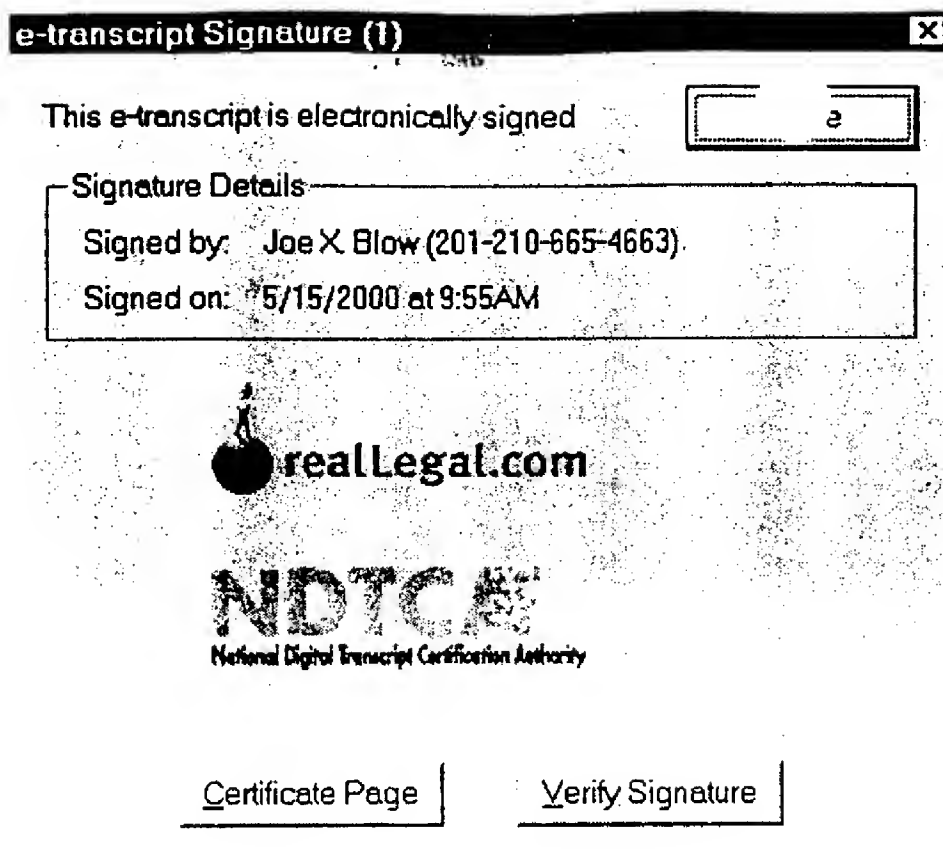 e-transcript Signature (1)
This e-transcript is electronically signed
Signature Details
Signed by: Joe X. Blow (201-210-665-4663)
Signed on: 5/15/2000 at 9:55AM
realLegal.com
NDTCA
National Digital Transcript Certification Authority
Certificate Page
Verify Signature